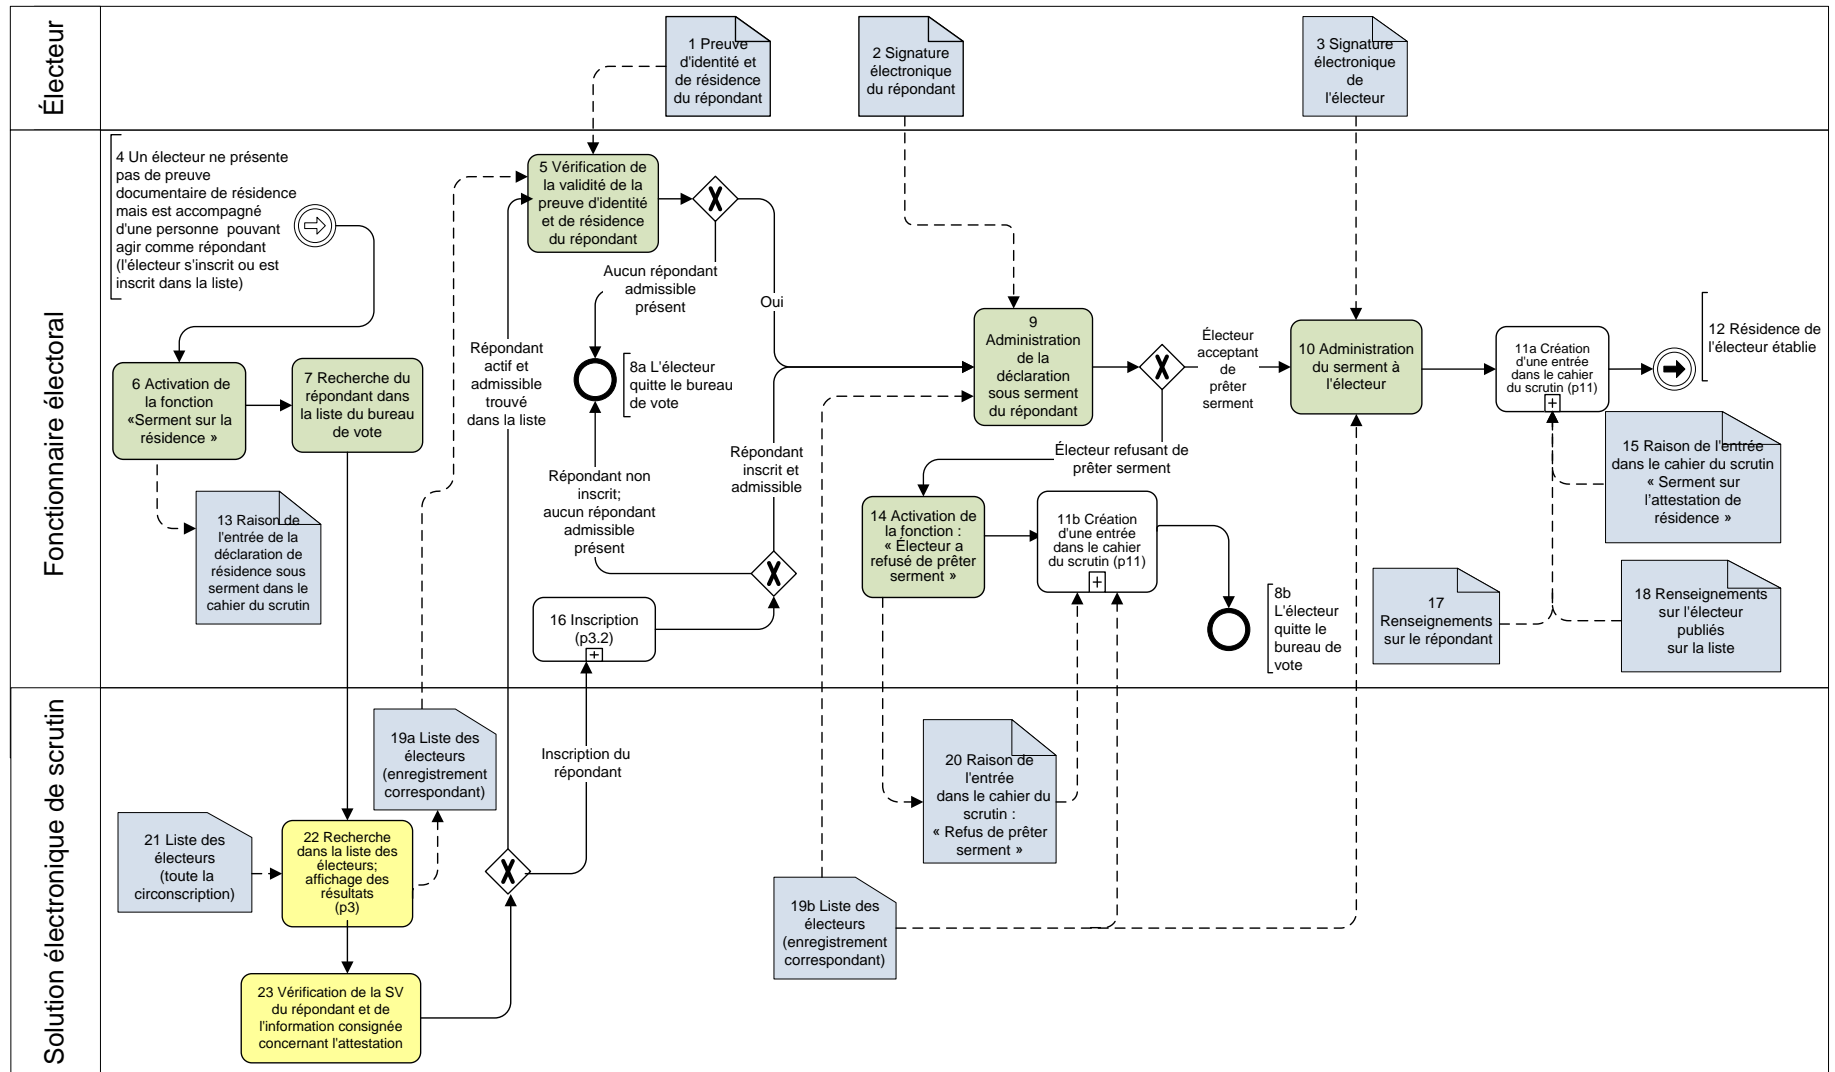 Électeur
1 Preuve
d'identité et
de résidence
du répondant
2 Signature
électronique
du répondant
3 Signature
électronique
de
l'électeur
Fonctionnaire électoral
4 Un électeur ne présente
pas de preuve
documentaire de résidence
mais est accompagné
d'une personne pouvant
agir comme répondant
(l'électeur s'inscrit ou est
inscrit dans la liste)
5 Vérification de
la validité de la
preuve d'identité
et de résidence
du répondant
Aucun répondant
admissible
présent
Oui
6 Activation de
la fonction
«Serment sur la
résidence »
7 Recherche du
répondant dans
la liste du bureau
de vote
Répondant
actif et
admissible
trouvé
dans la liste
8a L'électeur
quitte le bureau
de vote
9
Administration
de la
déclaration
sous serment
du répondant
Électeur
acceptant
de
prêter
serment
10 Administration
du serment à
l'électeur
11a Création
d'une entrée
dans le cahier
du scrutin (p11)
12 Résidence de
l'électeur établie
13 Raison de
l'entrée de la
déclaration de
résidence sous
serment dans le
cahier du scrutin
Répondant non
inscrit;
aucun répondant
admissible
présent
Répondant
inscrit et
admissible
Électeur refusant de
prêter serment
14 Activation de
la fonction :
« Électeur a
refusé de prêter
serment »
11b Création
d'une entrée
dans le cahier
du scrutin (p11)
8b
L'électeur
quitte le
bureau de
vote
15 Raison de l'entrée
dans le cahier du scrutin
« Serment sur
l'attestation de
résidence »
16 Inscription
(p3.2)
17
Renseignements
sur le répondant
18 Renseignements
sur l'électeur
publiés
sur la liste
Solution électronique de scrutin
19a Liste des
électeurs
(enregistrement
correspondant)
Inscription du
répondant
20 Raison de
l'entrée
dans le cahier du
scrutin :
« Refus de prêter
serment »
21 Liste des
électeurs
(toute la
circonscription)
22 Recherche
dans la liste des
électeurs;
affichage des
résultats
(p3)
19b Liste des
électeurs
(enregistrement
correspondant)
23 Vérification de la SV
du répondant et de
l'information consignée
concernant l'attestation